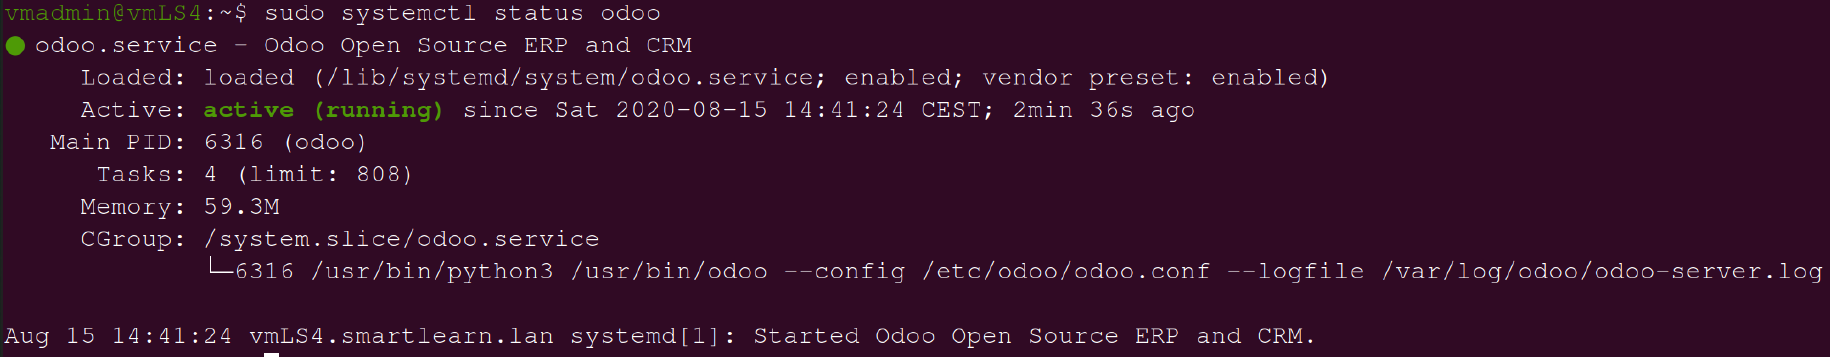 vmadmin@vmLS4:~$ sudo systemctl status odoo
● odoo.service - Odoo Open Source ERP and CRM
Loaded: loaded (/lib/systemd/system/odoo.service; enabled; vendor preset: enabled)
Active: active (running) since Sat 2020-08-15 14:41:24 CEST; 2min 36s ago
Main PID: 6316 (odoo)
Tasks: 4 (limit: 808)
Memory: 59.3M
CGroup: /system.slice/odoo.service
└─6316 /usr/bin/python3 /usr/bin/odoo --config /etc/odoo/odoo.conf --logfile /var/log/odoo/odoo-server.log
Aug 15 14:41:24 vmLS4.smartlearn.lan systemd[1]: Started Odoo Open Source ERP and CRM.